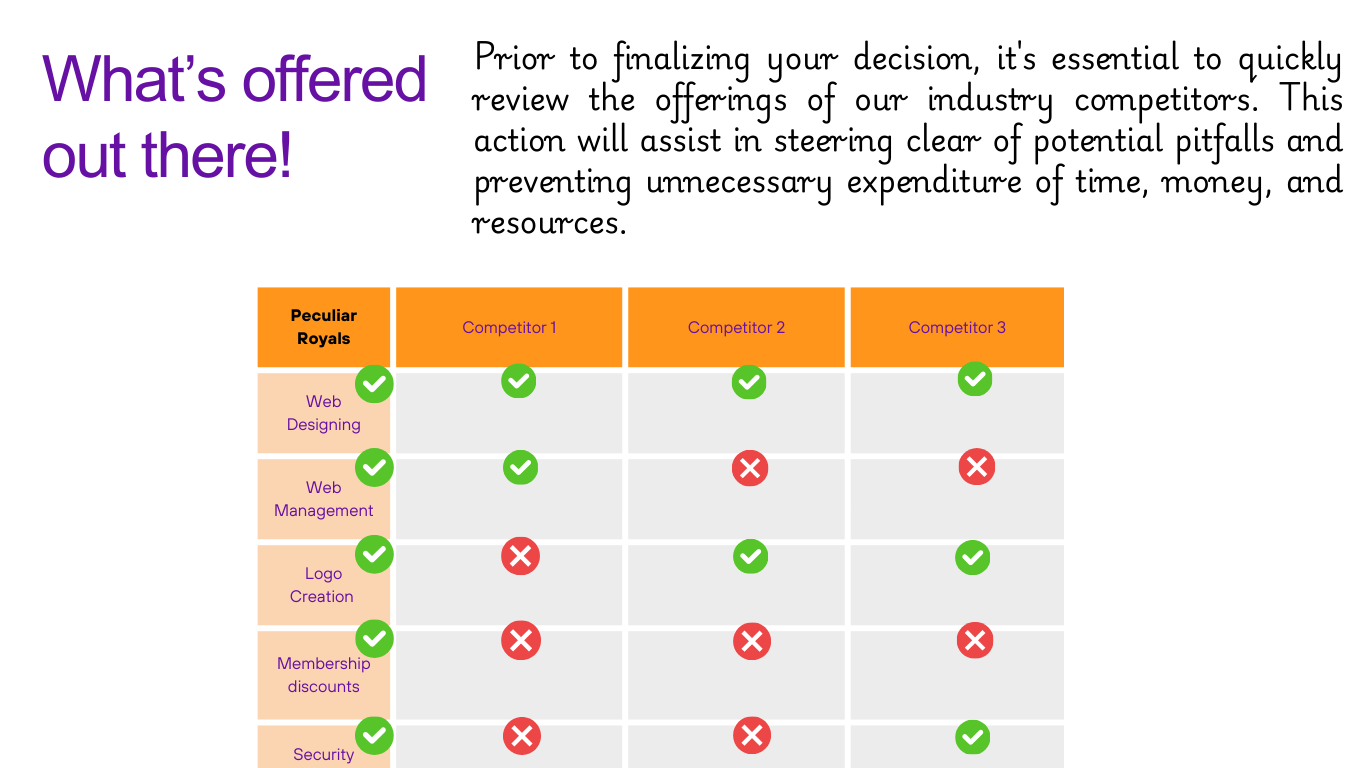 What’s offered
out there!
Prior to finalizing your decision, it's essential to quickly
review the offerings of our industry competitors. This
action will assist in steering clear of potential pitfalls and
preventing unnecessary expenditure of time, money, and
resources.
Peculiar
Royals
Competitor 1
Competitor 2
Competitor 3
Web
Designing
Web
Management
Logo
Creation
Membership
discounts
Security